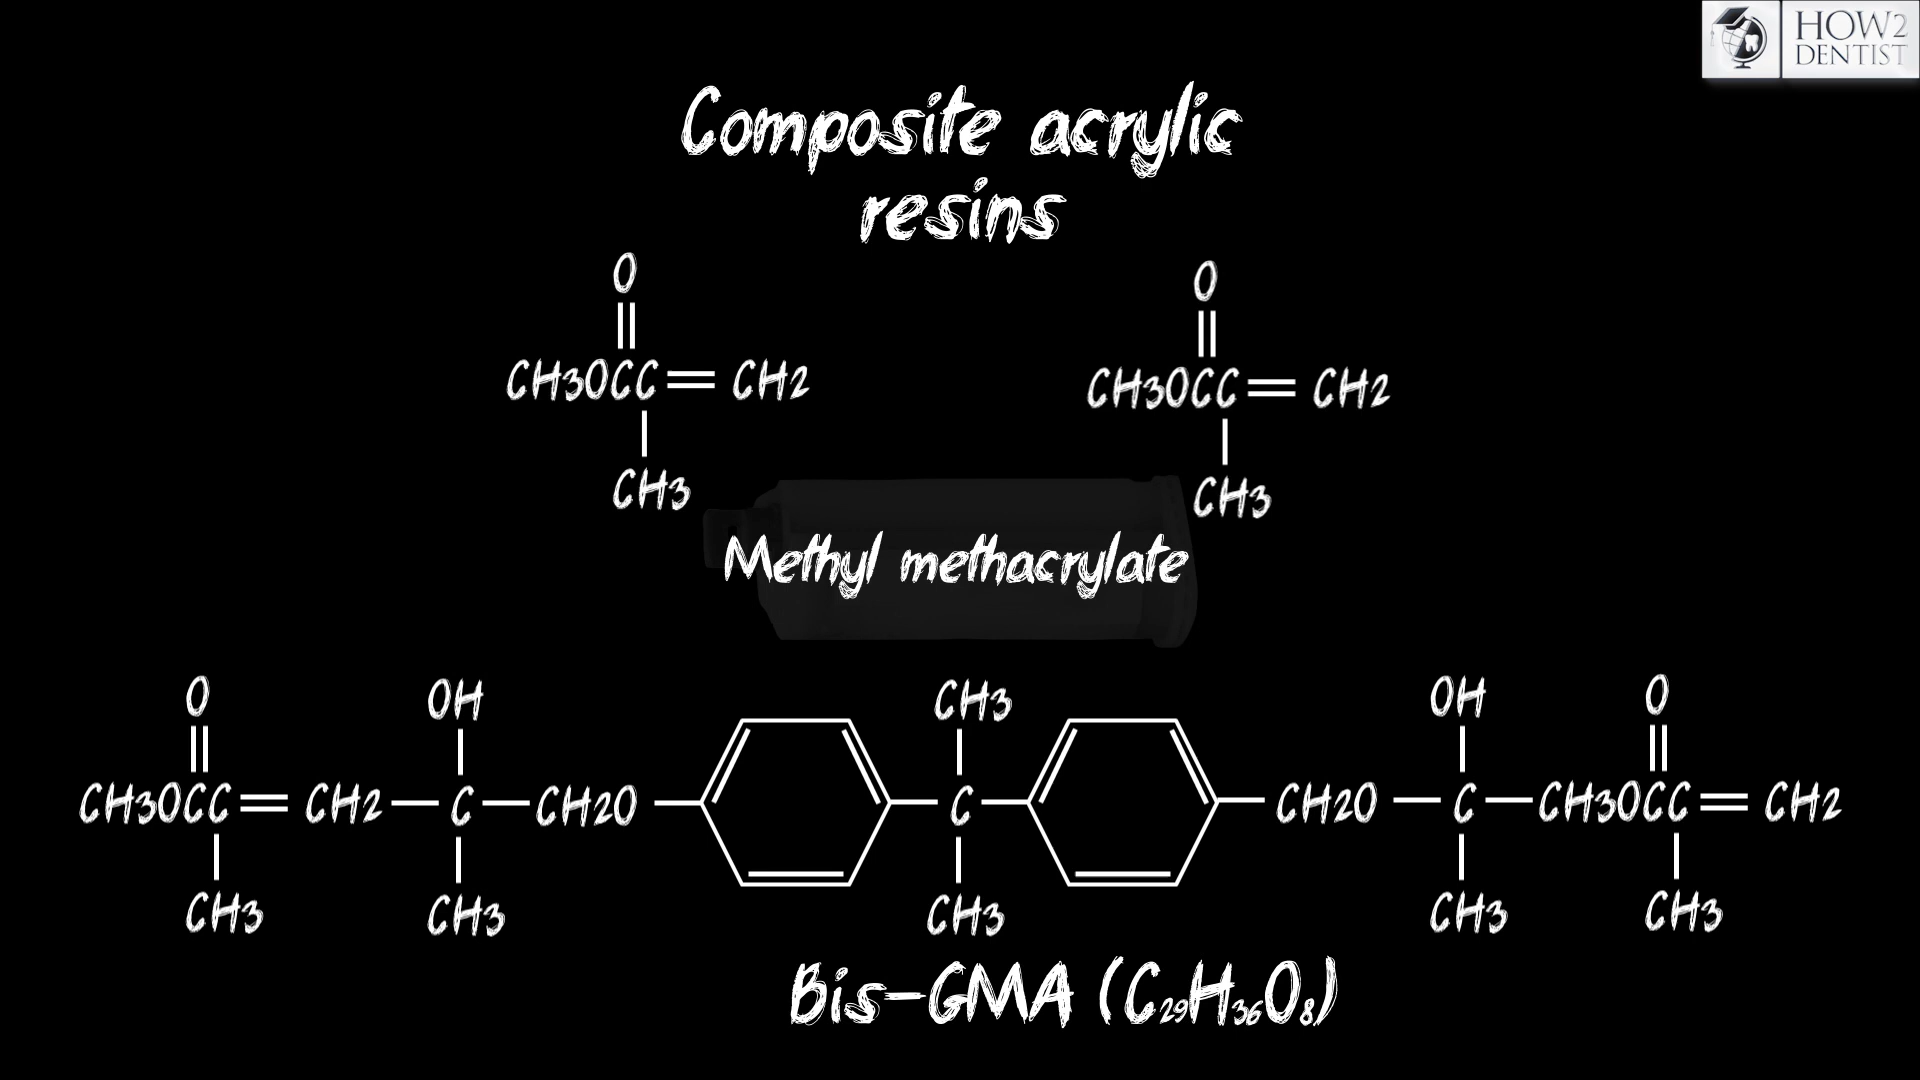 HOW2
DENTIST
Composite acrylic
resins
O O
CH3OCC CH2 CH3OCC CH2
CH3 CH3
Methyl methacrylate
O OH CH3 OH O
CH3OCC CH2 C CH2O C CH2O C CH3OCC CH2
CH3 CH3 CH3 CH3 CH3
Bis-GMA (C₂₉H₃₆O₈)